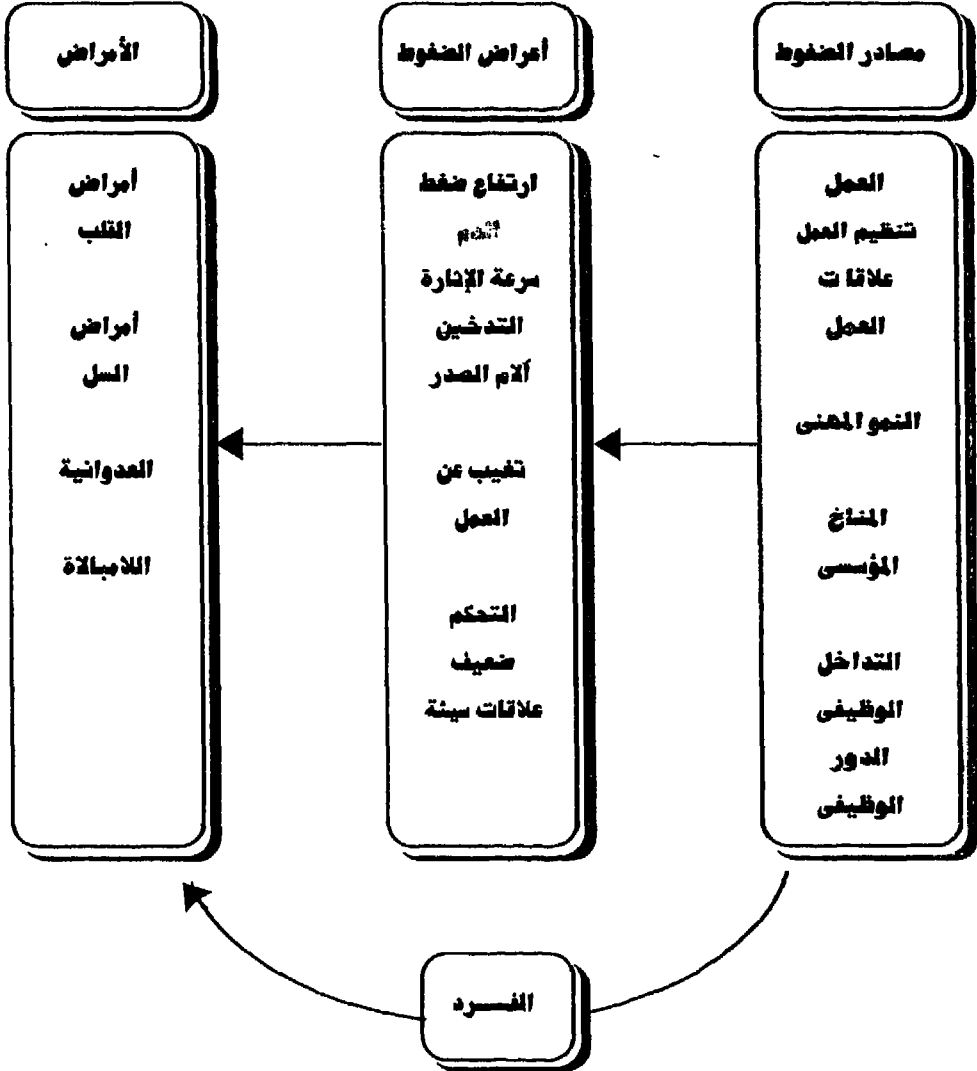 مصادر الضغوط
أعراض الضغوط
الأمراض
العمل
تنظيم العمل
علاقات
العمل
النمو المهنى
المناخ
المؤسسى
التداخل
الوظيفى
الدور
الوظيفى
ارتفاع ضغط
الدم
سرعة الإثارة
التدخين
آلام الصدر
تغيب عن
العمل
التحكم
ضعيف
علاقات سيئة
أمراض
القلب
أمراض
السل
العدوانية
اللامبالاة
الفـــرد